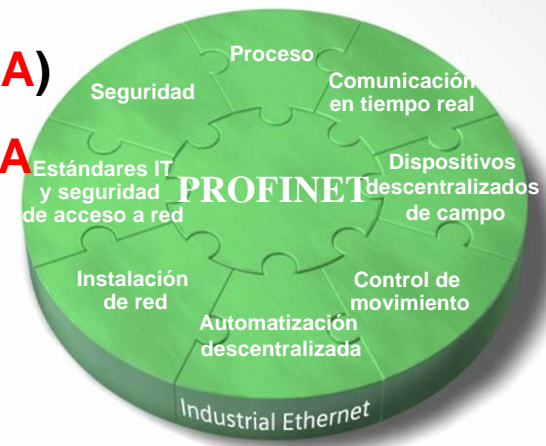 A)
A
Proceso
Seguridad
Comunicación
en tiempo real
Estándares IT
y seguridad
de acceso a red
PROFINET
Dispositivos
descentralizados
de campo
Instalación
de red
Control de
movimiento
Automatización
descentralizada
Industrial Ethernet